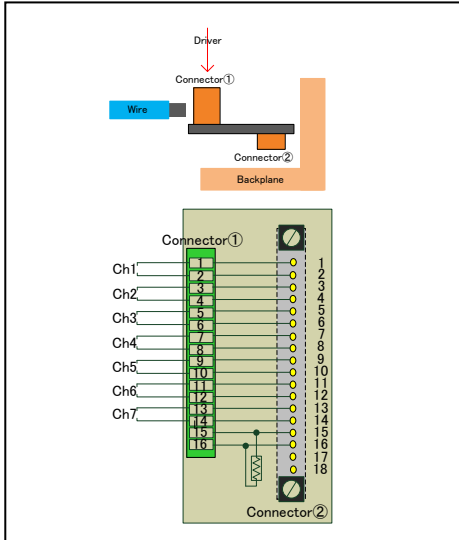 Driver
Connector①
Wire
Connector②
Backplane
Connector①
Ch1
Ch2
Ch3
Ch4
Ch5
Ch6
Ch7
1
2
3
4
5
6
7
8
9
10
11
12
13
14
15
16
1
2
3
4
5
6
7
8
9
10
11
12
13
14
15
16
17
18
Connector②